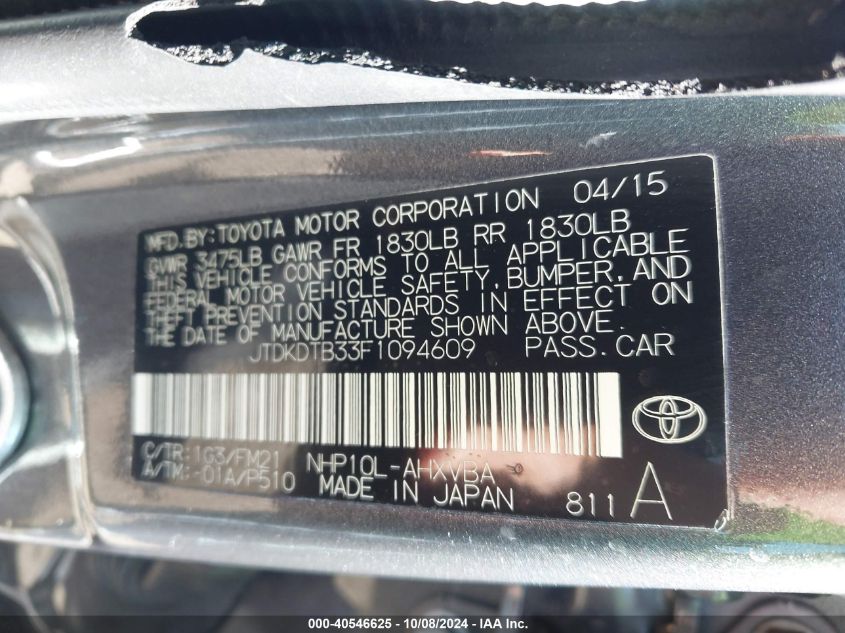 MFD.BY:TOYOTA MOTOR CORPORATION 04/15
GVWR 3475LB GAWR FR 1830LB RR 1830LB
THIS VEHICLE CONFORMS TO ALL APPLICABLE
FEDERAL MOTOR VEHICLE SAFETY,BUMPER,AND
THEFT PREVENTION STANDARDS IN EFFECT ON
THE DATE OF MANUFACTURE SHOWN ABOVE.
JTDKDTB33F1094609 PASS.CAR
C/TR:1G3/FM21 NHP10L-AHXVBA
A/TM:-01A/P510 MADE IN JAPAN 811 A
000-40546625 - 10/08/2024 - Copyright IAA Inc.